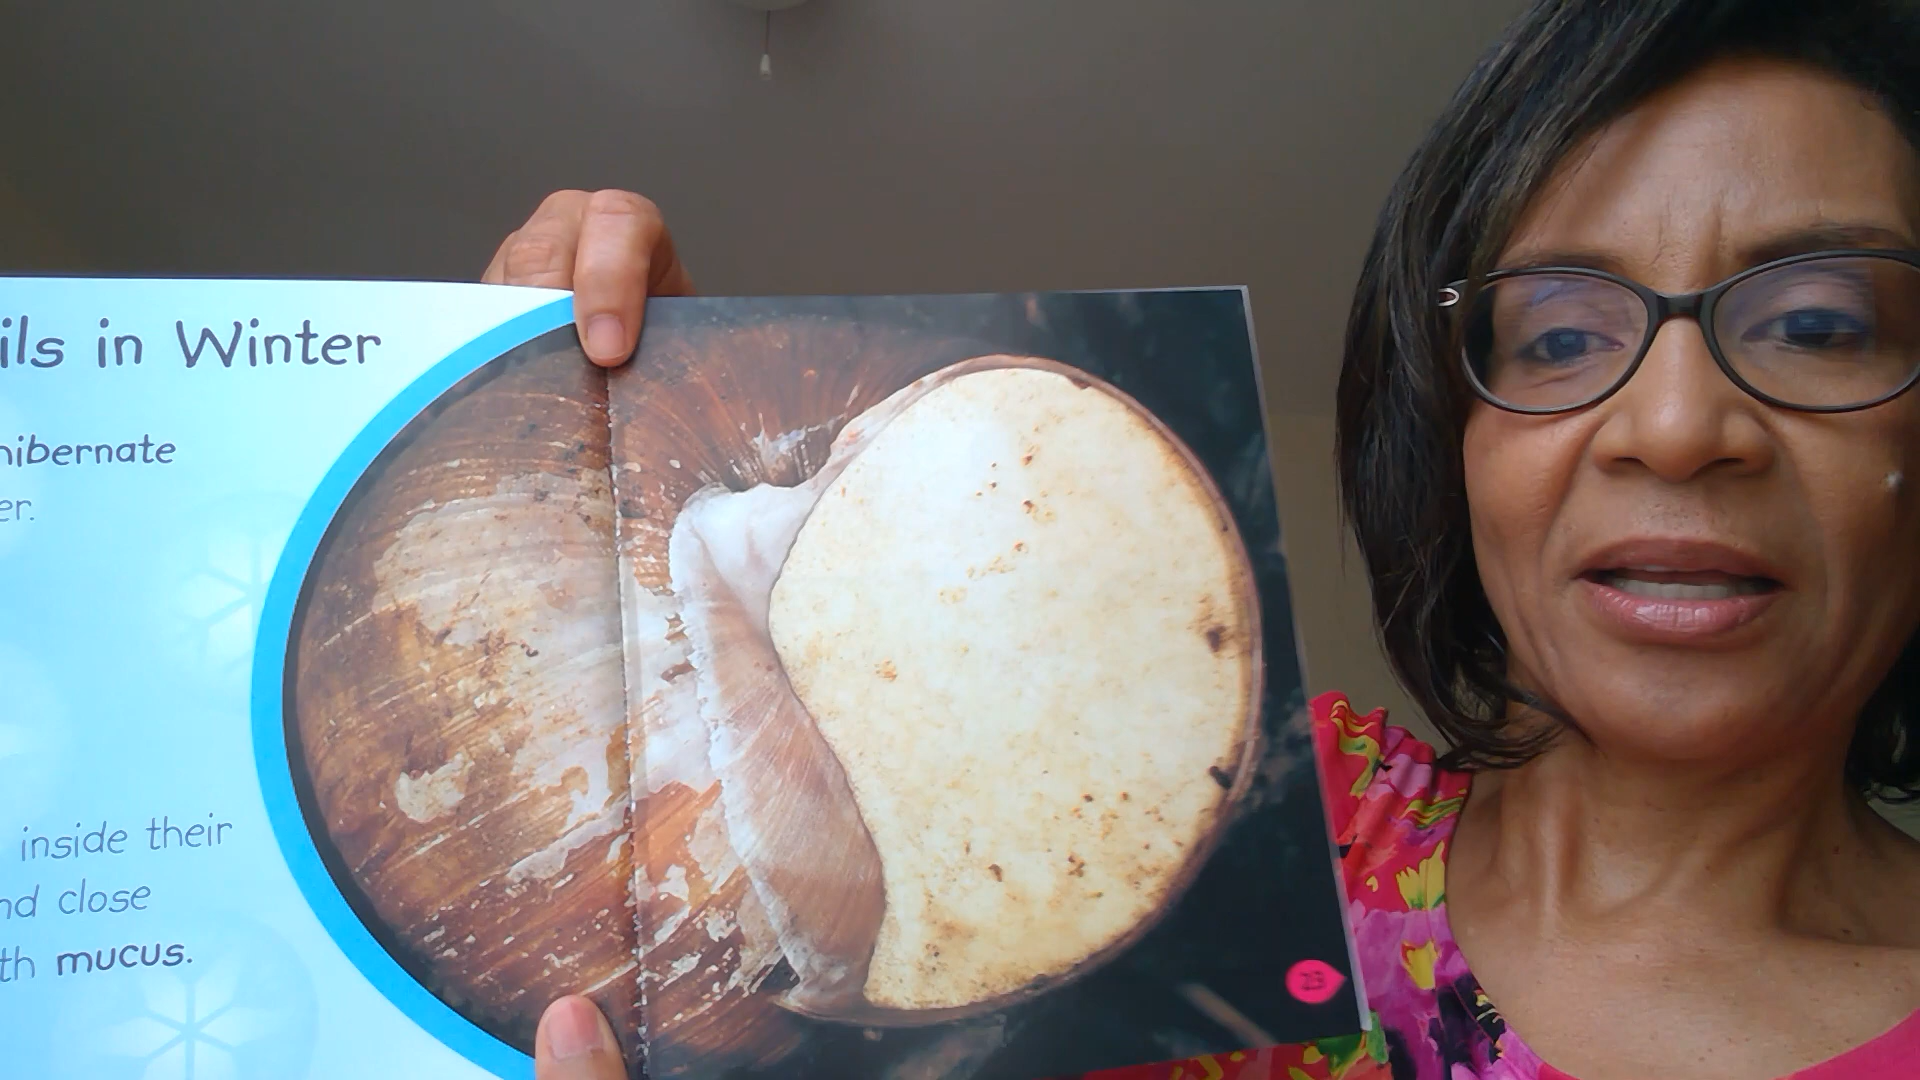 ils in Winter
hibernate
er.
inside their
nd close
th mucus.
23